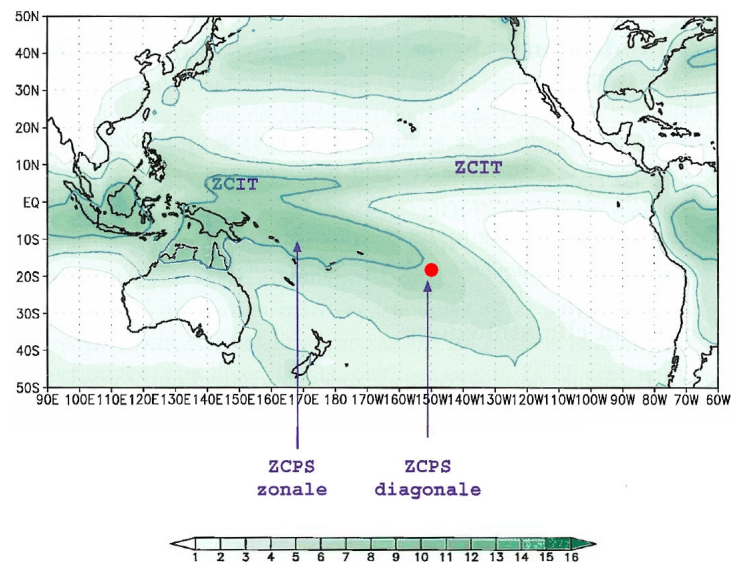 50N
40N
30N
20N
10N
EQ
10S
20S
30S
40S
50S
ZCIT
ZCIT
90E 100E 110E 120E 130E 140E 150E 160E 170E 180 170W 160W 150W 140W 130W 120W 110W 100W 90W 80W 70W 60W
ZCPS
zonale
ZCPS
diagonale
1 2 3 4 5 6 7 8 9 10 11 12 13 14 15 16